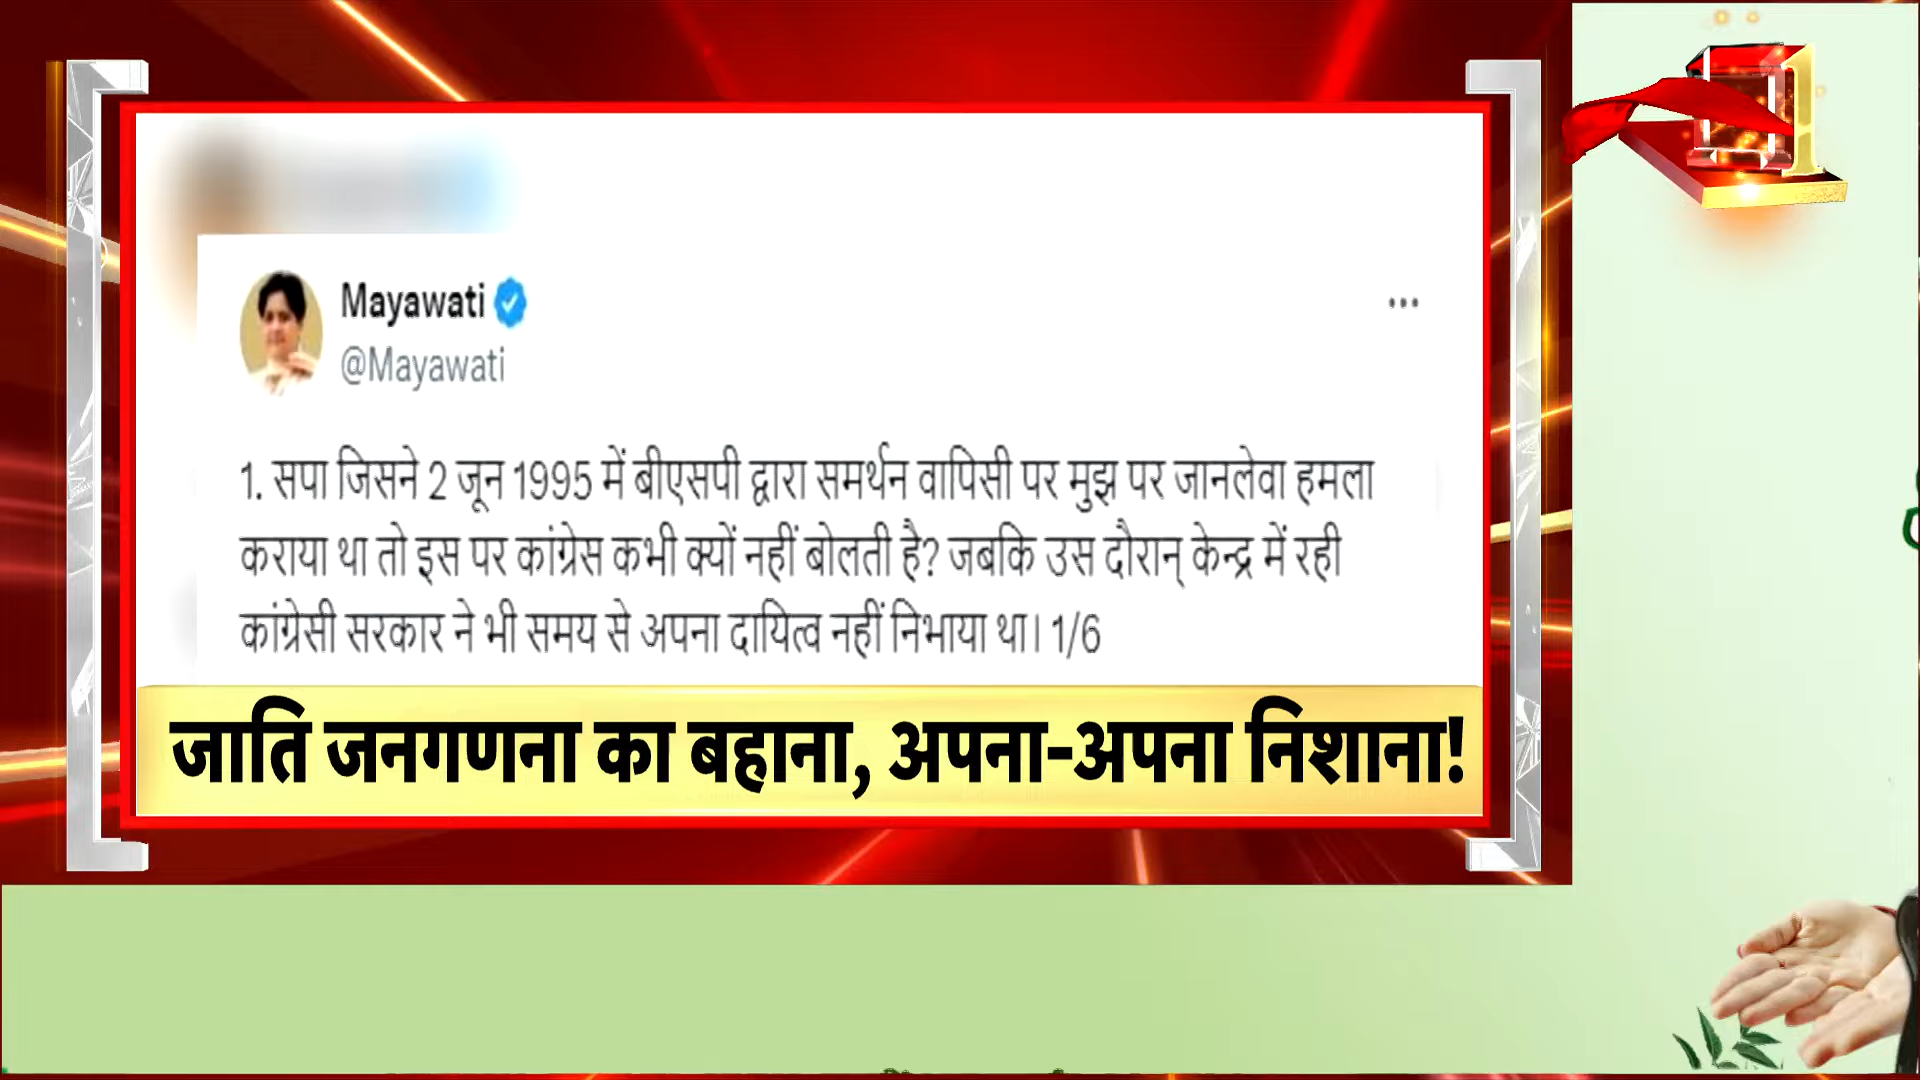 Mayawati
@Mayawati
1. सपा जिसने 2 जून 1995 में बीएसपी द्वारा समर्थन वापिसी पर मुझ पर जानलेवा हमला
कराया था तो इस पर कांग्रेस कभी क्यों नहीं बोलती है? जबकि उस दौरान् केन्द्र में रही
कांग्रेसी सरकार ने भी समय से अपना दायित्व नहीं निभाया था। 1/6
जाति जनगणना का बहाना, अपना-अपना निशाना!
1